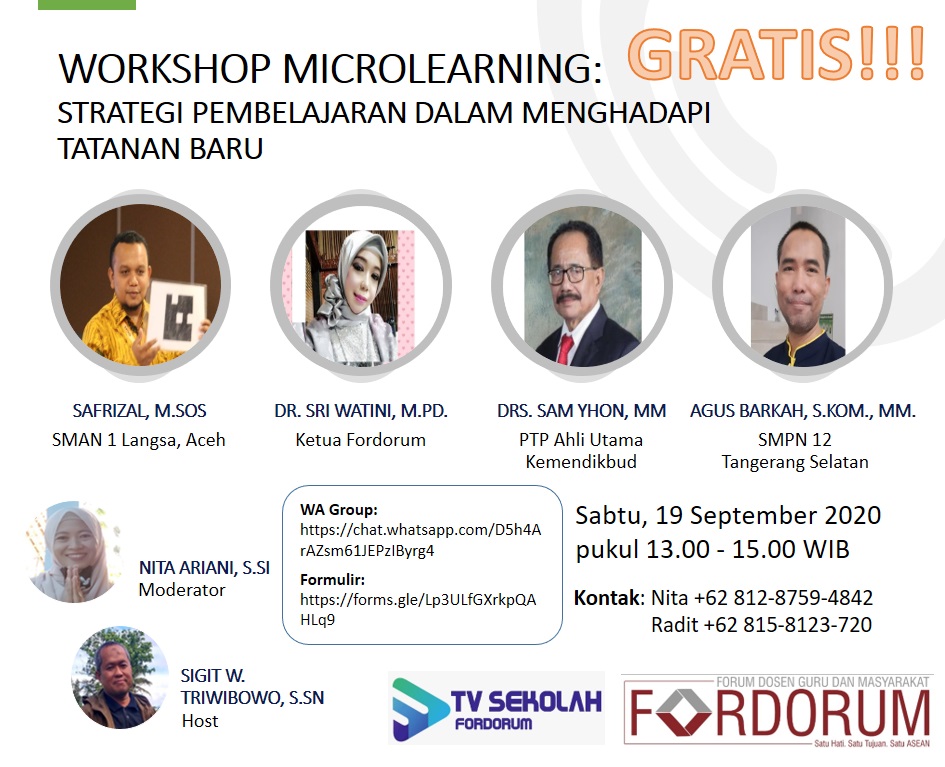 GRATIS!!!
WORKSHOP MICROLEARNING:
STRATEGI PEMBELAJARAN DALAM MENGHADAPI
TATANAN BARU
SAFRIZAL, M.SOS
SMAN 1 Langsa, Aceh
DR. SRI WATINI, M.PD.
Ketua Fordorum
DRS. SAM YHON, MM
PTP Ahli Utama
Kemendikbud
AGUS BARKAH, S.KOM., MM.
SMPN 12
Tangerang Selatan
NITA ARIANI, S.SI
Moderator
SIGIT W.
TRIWIBOWO, S.SN
Host
WA Group:
https://chat.whatsapp.com/D5h4A
rAZsm61JEPzIByrg4
Formulir:
https://forms.gle/Lp3ULfGXrkpQA
HLq9
Sabtu, 19 September 2020
pukul 13.00 - 15.00 WIB
Kontak: Nita +62 812-8759-4842
Radit +62 815-8123-720
TV SEKOLAH
FORDORUM
FORUM DOSEN GURU DAN MASYARAKAT
FORDORUM
Satu Hati. Satu Tujuan. Satu ASEAN